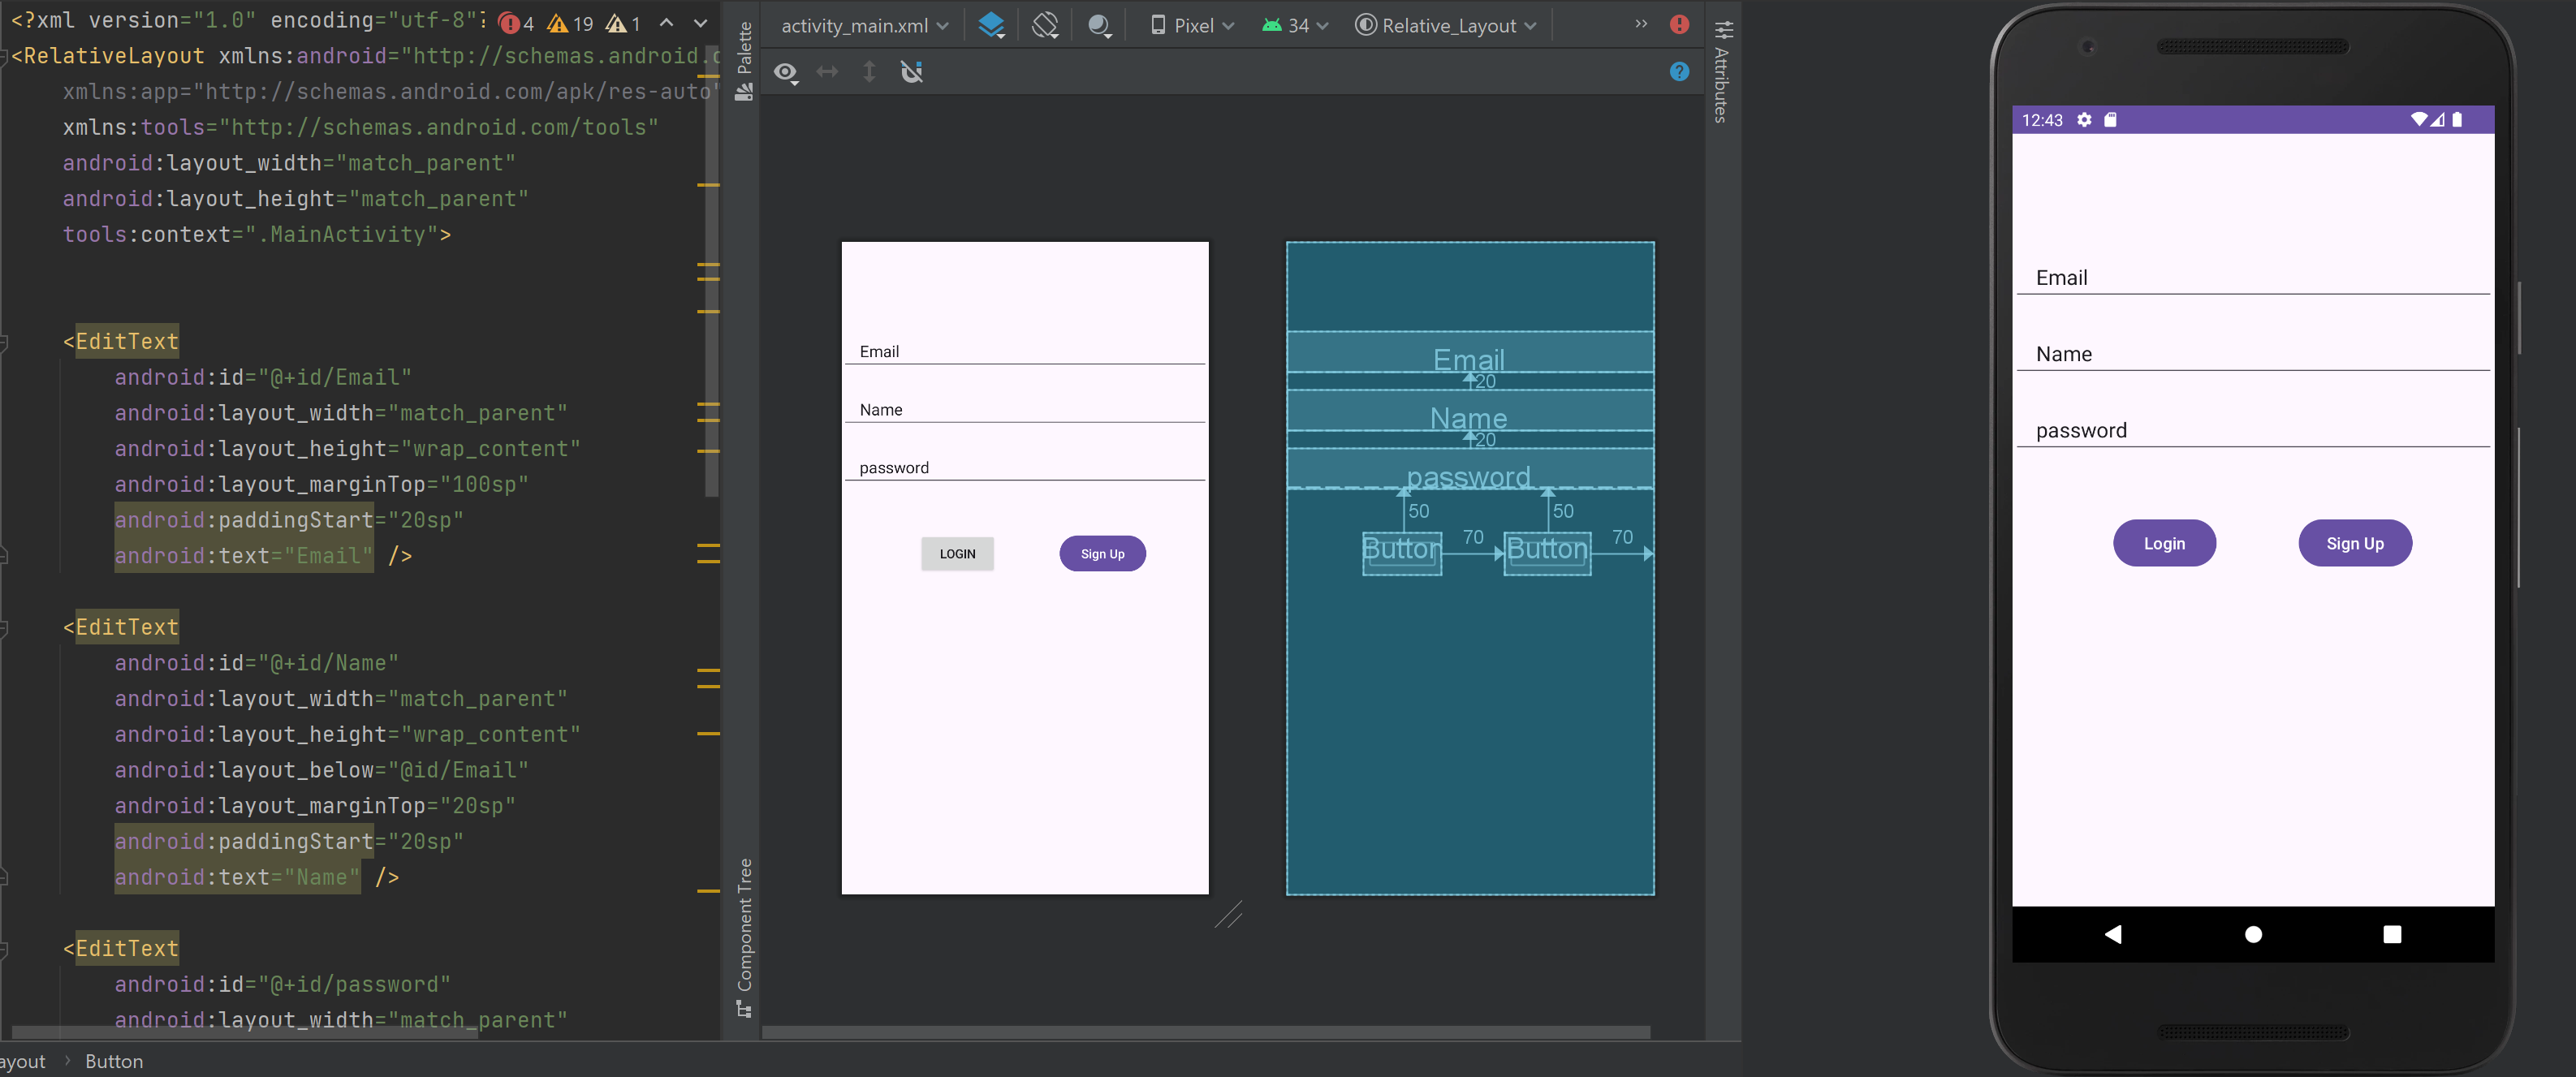 <?xml version="1.0" encoding="utf-8"?
4 19 1
<RelativeLayout xmlns:android="http://schemas.android.
xmlns:app="http://schemas.android.com/apk/res-auto"
xmlns:tools="http://schemas.android.com/tools"
android:layout_width="match_parent"
android:layout_height="match_parent"
tools:context=".MainActivity">
<EditText
android:id="@+id/Email"
android:layout_width="match_parent"
android:layout_height="wrap_content"
android:layout_marginTop="100sp"
android:paddingStart="20sp"
android:text="Email" />
<EditText
android:id="@+id/Name"
android:layout_width="match_parent"
android:layout_height="wrap_content"
android:layout_below="@id/Email"
android:layout_marginTop="20sp"
android:paddingStart="20sp"
android:text="Name" />
<EditText
android:id="@+id/password"
android:layout_width="match_parent"
ayout > Button
Palette
Component Tree
activity_main.xml Pixel 34 Relative_Layout »
?
Attributes
Email
Name
password
LOGIN Sign Up
Email
20
Name
20
password
50 50
Button 70 Button 70
12:43
Email
Name
password
Login Sign Up